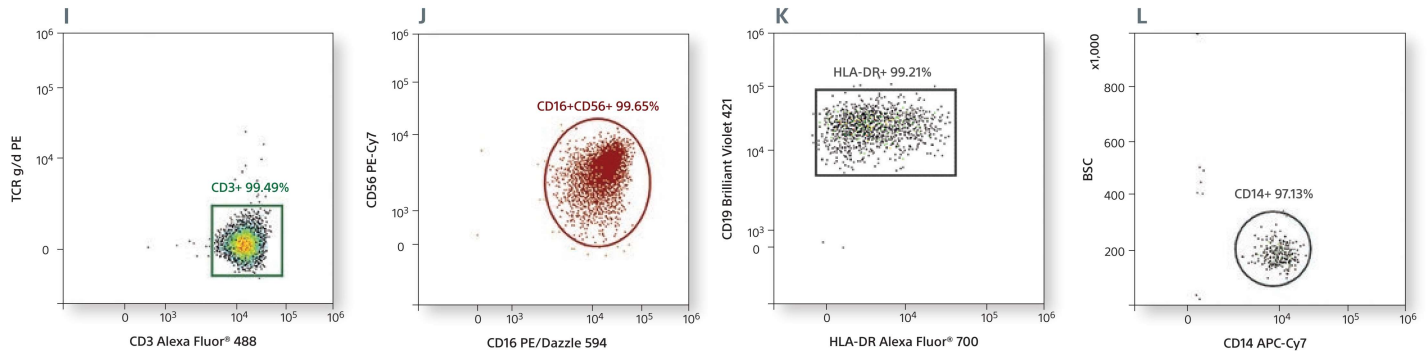 I
10⁶
10⁵
10⁴
0
TCR g/d PE
CD3+ 99.49%
0
10³
10⁴
10⁵
10⁶
CD3 Alexa Fluor® 488
J
10⁶
10⁵
10⁴
10³
0
CD56 PE-Cy7
CD16+CD56+ 99.65%
0
10³
10⁴
10⁵
10⁶
CD16 PE/Dazzle 594
K
10⁶
10⁵
10⁴
10³
0
CD19 Brilliant Violet 421
HLA-DR+ 99.21%
0
10⁴
10⁵
10⁶
HLA-DR Alexa Fluor® 700
L
x1,000
800
600
400
200
BSC
CD14+ 97.13%
0
10⁴
10⁵
10⁶
CD14 APC-Cy7